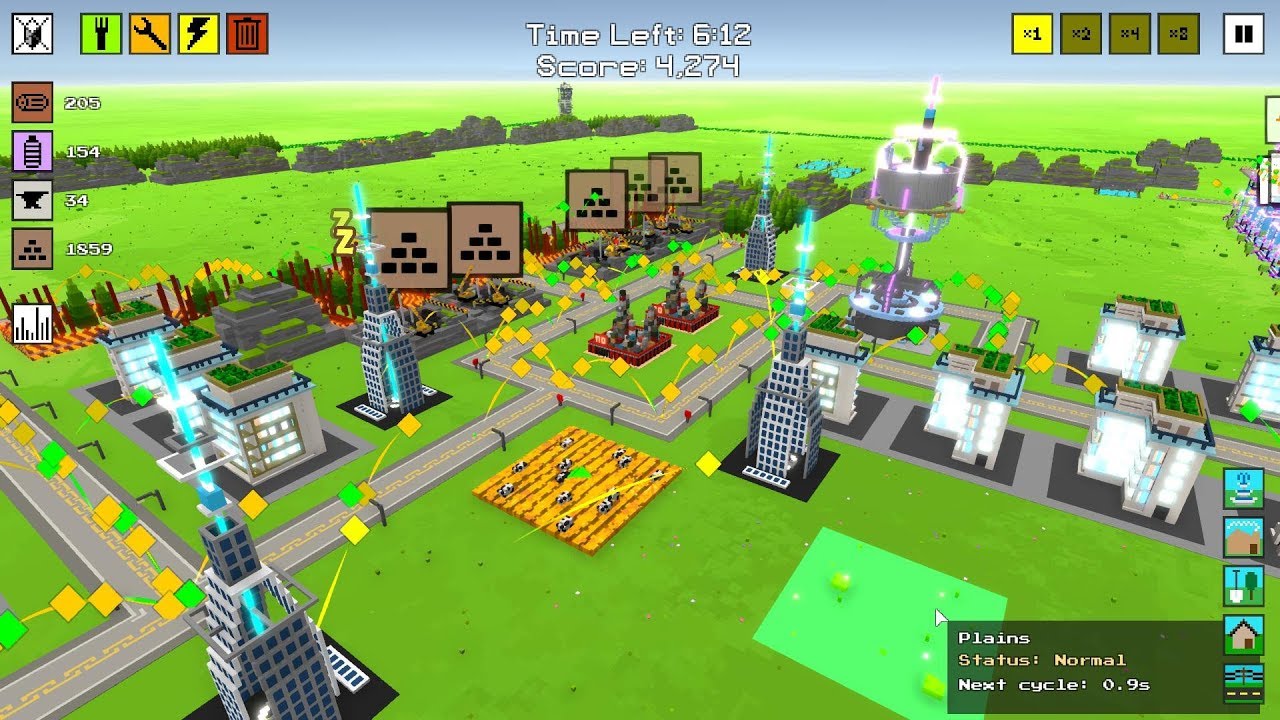 Time Left: 6:12
Score: 4,274
×1
×2
×4
×8
205
154
34
1859
Z
Z
Plains
Status: Normal
Next cycle: 0.9s